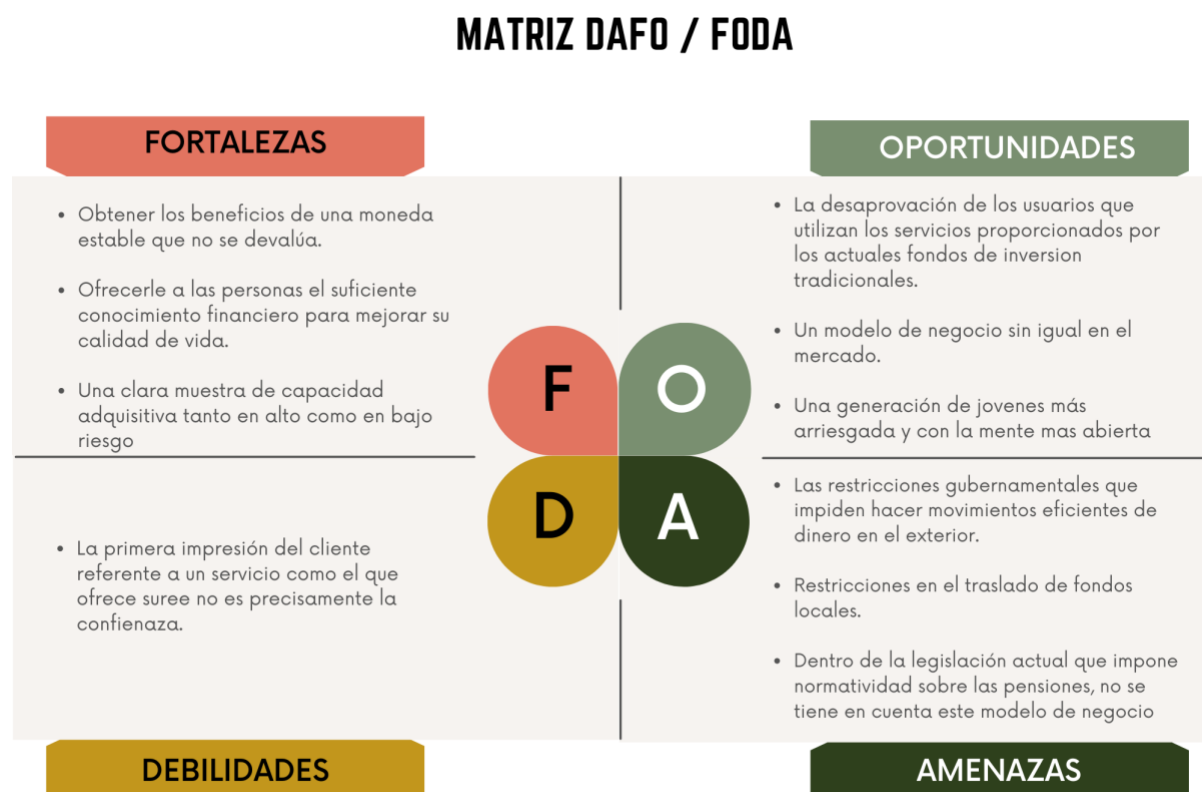 MATRIZ DAFO / FODA
FORTALEZAS
• Obtener los beneficios de una moneda
estable que no se devalúa.
• Ofrecerle a las personas el suficiente
conocimiento financiero para mejorar su
calidad de vida.
• Una clara muestra de capacidad
adquisitiva tanto en alto como en bajo
riesgo
OPORTUNIDADES
• La desaprovación de los usuarios que
utilizan los servicios proporcionados por
los actuales fondos de inversion
tradicionales.
• Un modelo de negocio sin igual en el
mercado.
• Una generación de jovenes más
arriesgada y con la mente mas abierta
F
O
D
A
• La primera impresión del cliente
referente a un servicio como el que
ofrece suree no es precisamente la
confienaza.
DEBILIDADES
• Las restricciones gubernamentales que
impiden hacer movimientos eficientes de
dinero en el exterior.
• Restricciones en el traslado de fondos
locales.
• Dentro de la legislación actual que impone
normatividad sobre las pensiones, no se
tiene en cuenta este modelo de negocio
AMENAZAS